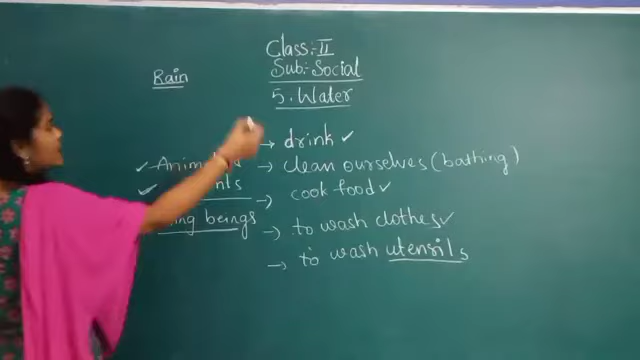 Class:- II
Sub:- Social
Rain
5. Water
→ drink ✓
→ clean ourselves (bathing)
→ cook food ✓
beings
→ to wash clothes ✓
→ to wash utensils